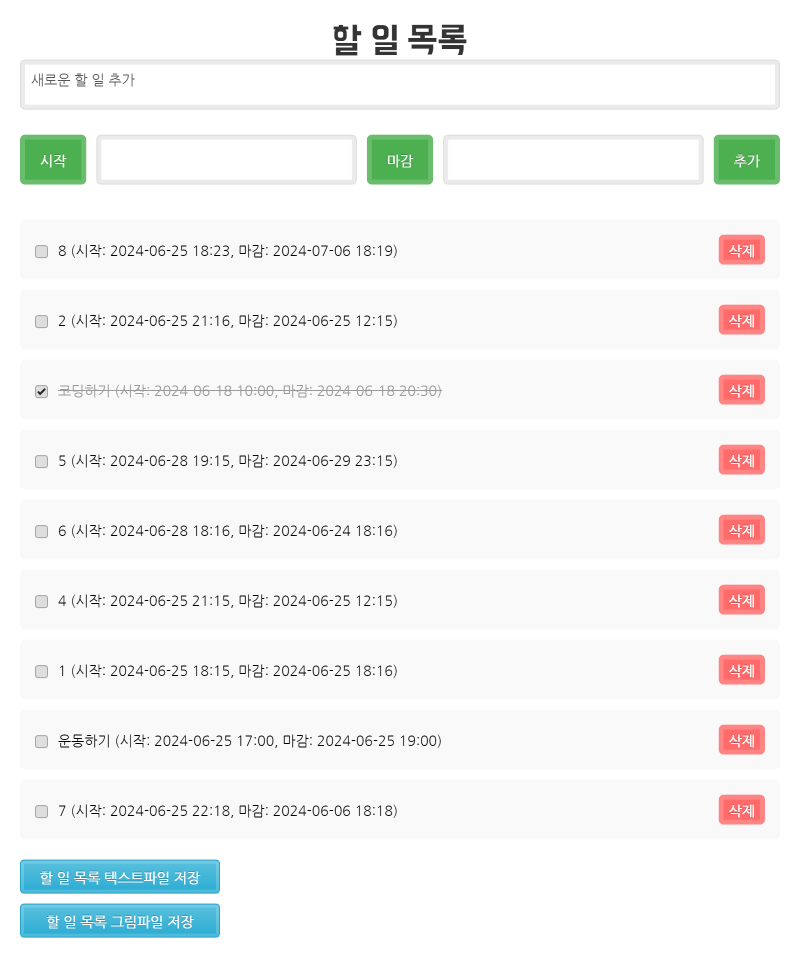 할 일 목록
새로운 할 일 추가
시작 마감 추가
8 (시작: 2024-06-25 18:23, 마감: 2024-07-06 18:19) 삭제
2 (시작: 2024-06-25 21:16, 마감: 2024-06-25 12:15) 삭제
코딩하기 (시작: 2024-06-18 10:00, 마감: 2024-06-18 20:30) 삭제
5 (시작: 2024-06-28 19:15, 마감: 2024-06-29 23:15) 삭제
6 (시작: 2024-06-28 18:16, 마감: 2024-06-24 18:16) 삭제
4 (시작: 2024-06-25 21:15, 마감: 2024-06-25 12:15) 삭제
1 (시작: 2024-06-25 18:15, 마감: 2024-06-25 18:16) 삭제
운동하기 (시작: 2024-06-25 17:00, 마감: 2024-06-25 19:00) 삭제
7 (시작: 2024-06-25 22:18, 마감: 2024-06-06 18:18) 삭제
할 일 목록 텍스트파일 저장
할 일 목록 그림파일 저장